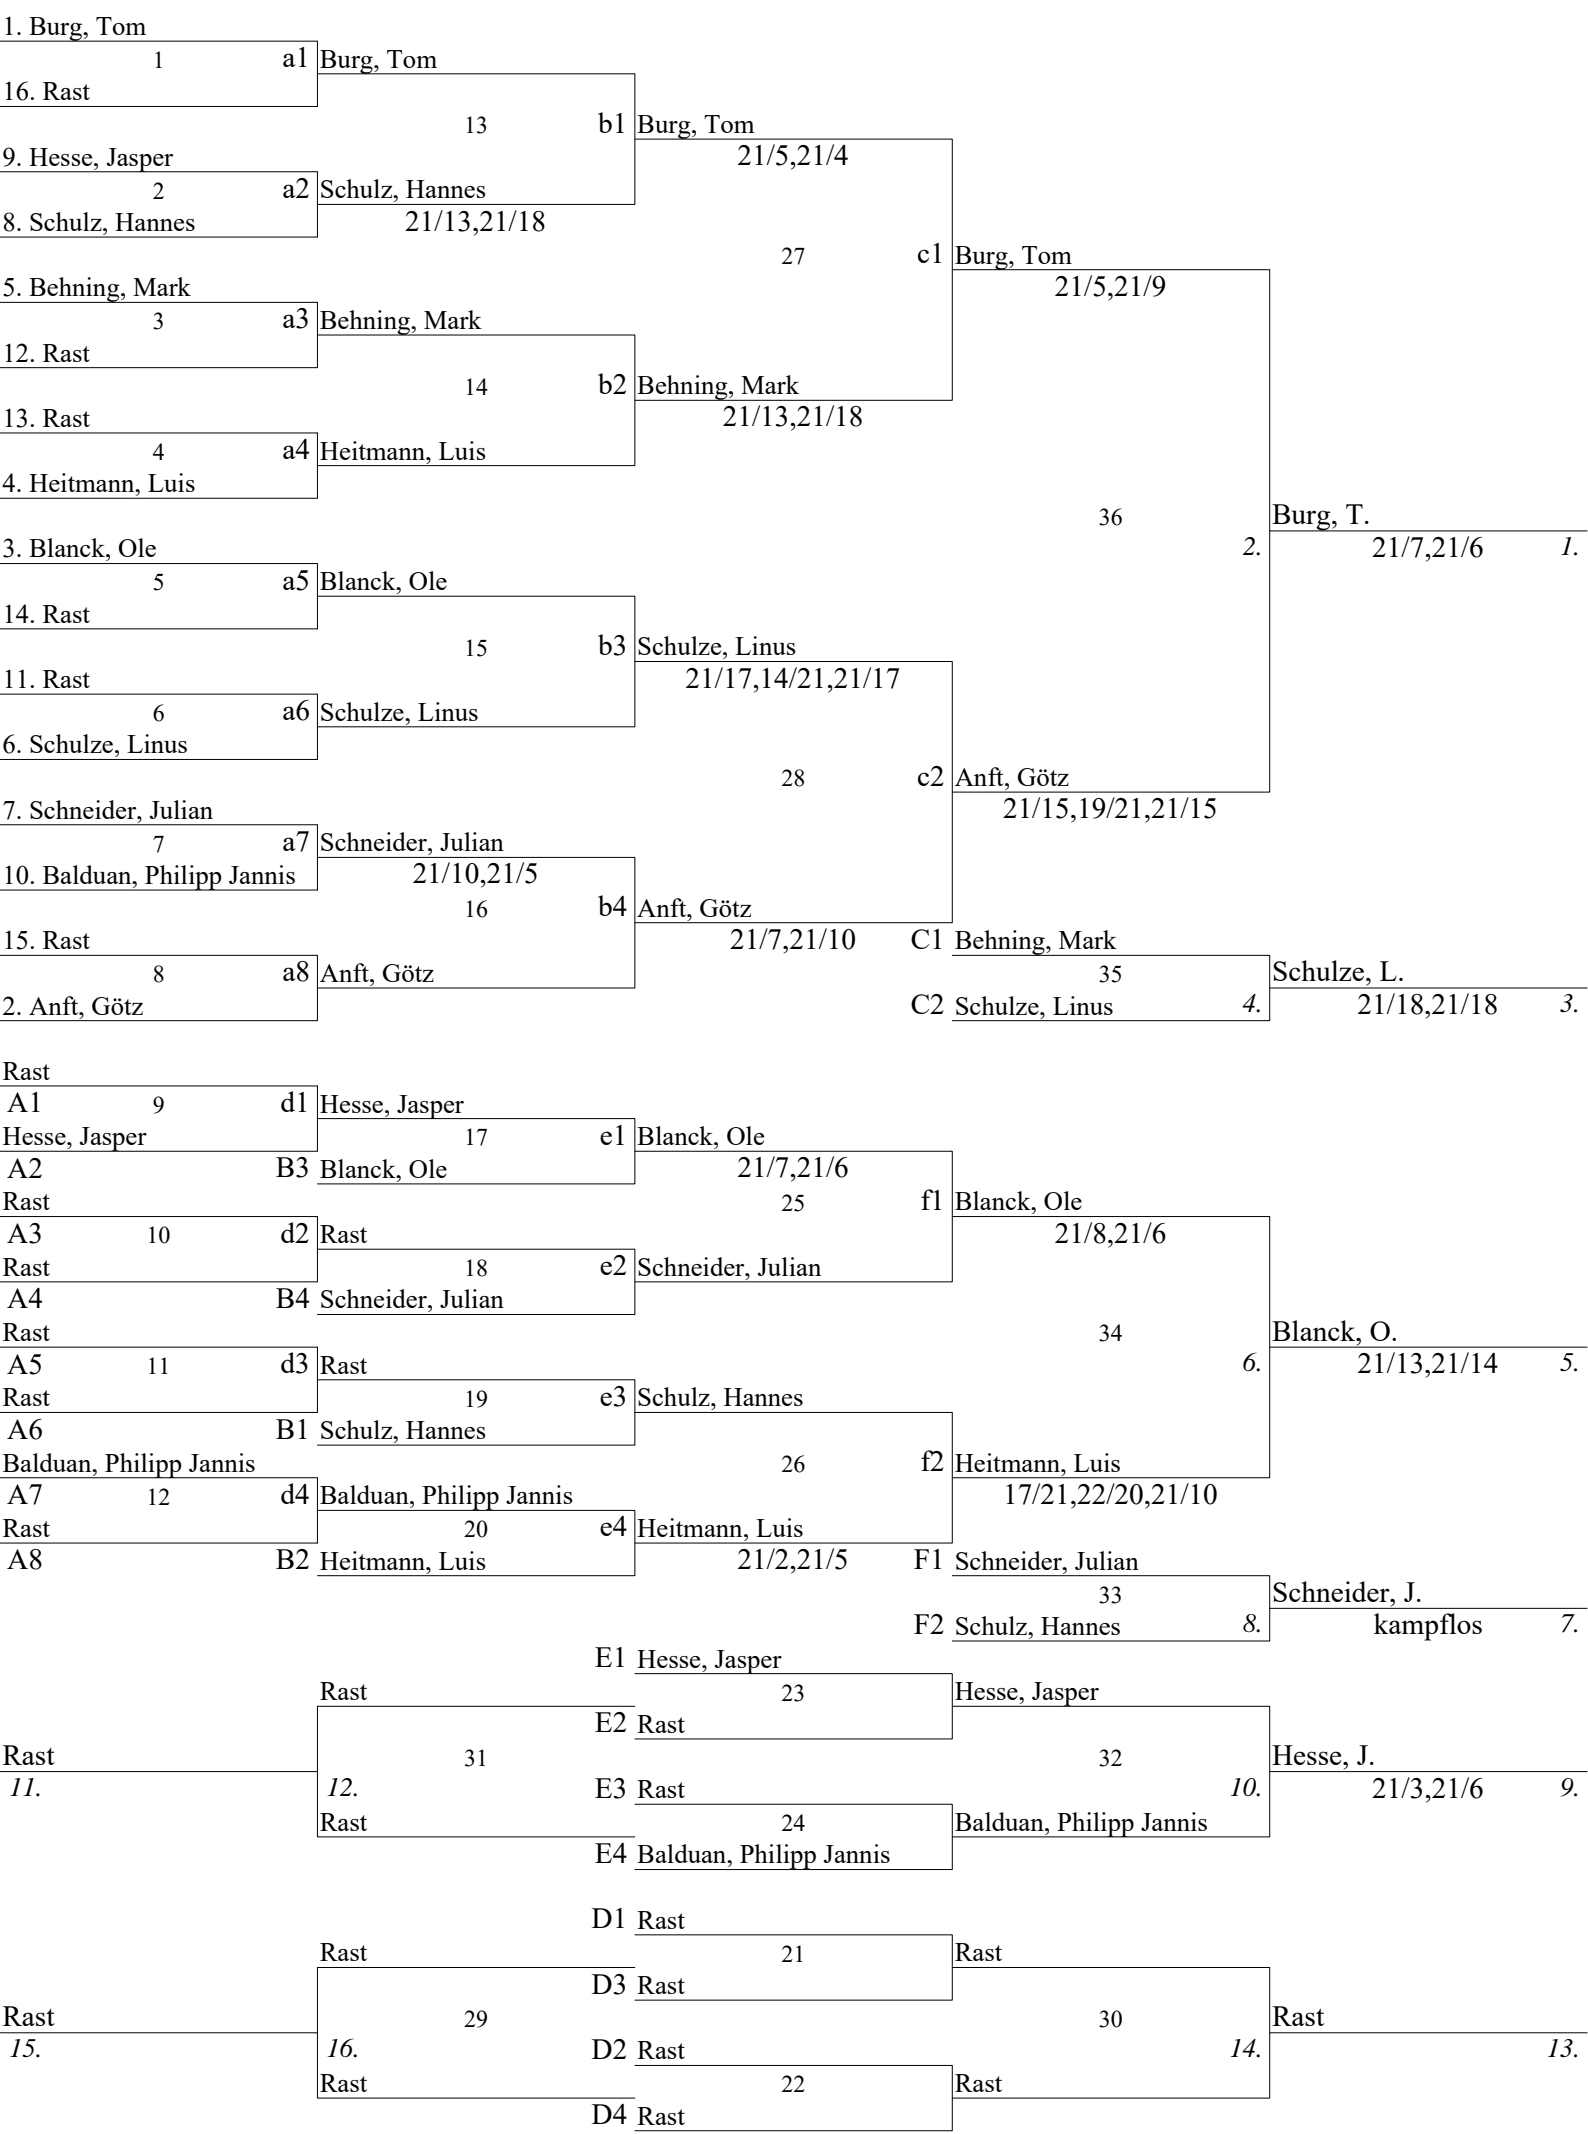 1. Burg, Tom
1 a1 Burg, Tom
16. Rast
13 b1 Burg, Tom
9. Hesse, Jasper 21/5,21/4
2 a2 Schulz, Hannes
8. Schulz, Hannes 21/13,21/18
27 c1 Burg, Tom
5. Behning, Mark 21/5,21/9
3 a3 Behning, Mark
12. Rast
14 b2 Behning, Mark
13. Rast 21/13,21/18
4 a4 Heitmann, Luis
4. Heitmann, Luis
36 Burg, T.
3. Blanck, Ole 2. 21/7,21/6 1.
5 a5 Blanck, Ole
14. Rast
15 b3 Schulze, Linus
11. Rast 21/17,14/21,21/17
6 a6 Schulze, Linus
6. Schulze, Linus
28 c2 Anft, Götz
7. Schneider, Julian 21/15,19/21,21/15
7 a7 Schneider, Julian
10. Balduan, Philipp Jannis 21/10,21/5
16 b4 Anft, Götz
15. Rast 21/7,21/10 C1 Behning, Mark
8 a8 Anft, Götz 35 Schulze, L.
2. Anft, Götz C2 Schulze, Linus 4. 21/18,21/18 3.
Rast
A1 9 d1 Hesse, Jasper
Hesse, Jasper 17 e1 Blanck, Ole
A2 B3 Blanck, Ole 21/7,21/6
Rast 25 f1 Blanck, Ole
A3 10 d2 Rast 21/8,21/6
Rast 18 e2 Schneider, Julian
A4 B4 Schneider, Julian
Rast 34 Blanck, O.
A5 11 d3 Rast 6. 21/13,21/14 5.
Rast 19 e3 Schulz, Hannes
A6 B1 Schulz, Hannes
Balduan, Philipp Jannis 26 f2 Heitmann, Luis
A7 12 d4 Balduan, Philipp Jannis 17/21,22/20,21/10
Rast 20 e4 Heitmann, Luis
A8 B2 Heitmann, Luis 21/2,21/5 F1 Schneider, Julian
33 Schneider, J.
F2 Schulz, Hannes 8. kampflos 7.
E1 Hesse, Jasper
Rast 23 Hesse, Jasper
E2 Rast
Rast 31 32 Hesse, J.
11. 12. E3 Rast 10. 21/3,21/6 9.
Rast 24 Balduan, Philipp Jannis
E4 Balduan, Philipp Jannis
D1 Rast
Rast 21 Rast
D3 Rast
Rast 29 30 Rast
15. 16. D2 Rast 14. 13.
Rast 22 Rast
D4 Rast